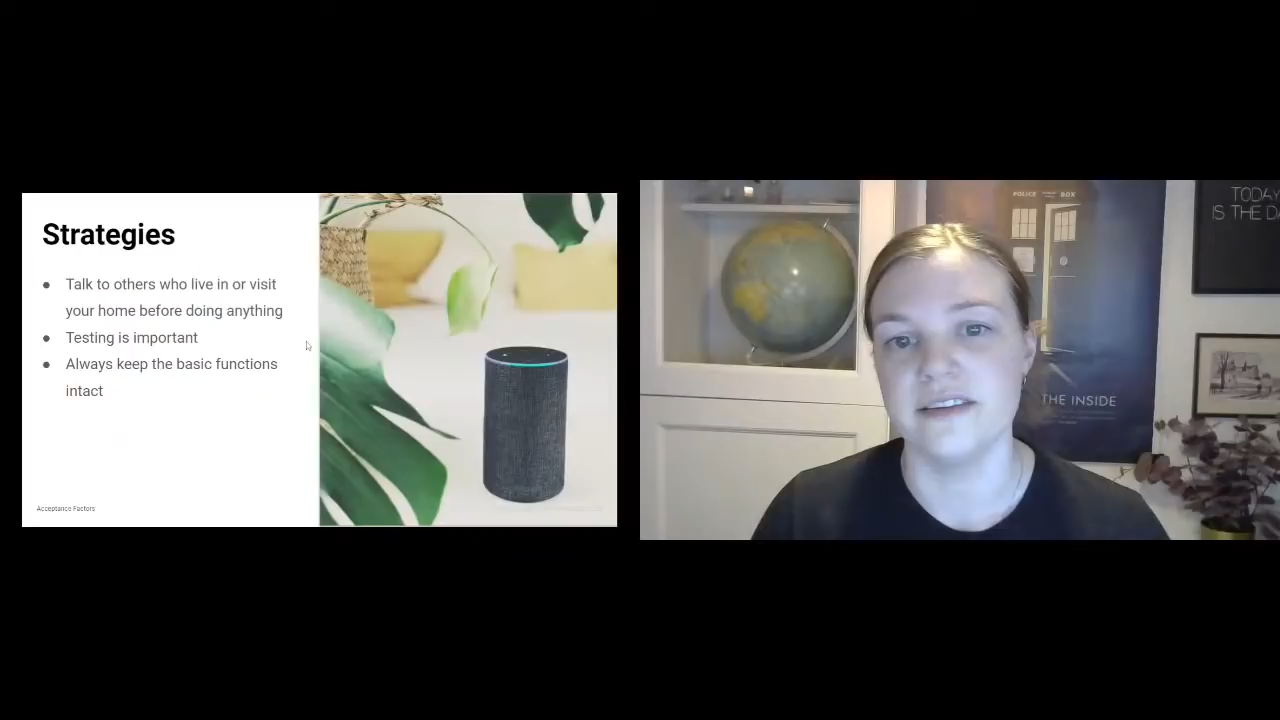 Strategies
● Talk to others who live in or visit
your home before doing anything
● Testing is important
● Always keep the basic functions
intact
Acceptance Factors
POLICE BOX
THE INSIDE
TODAY
IS THE DA